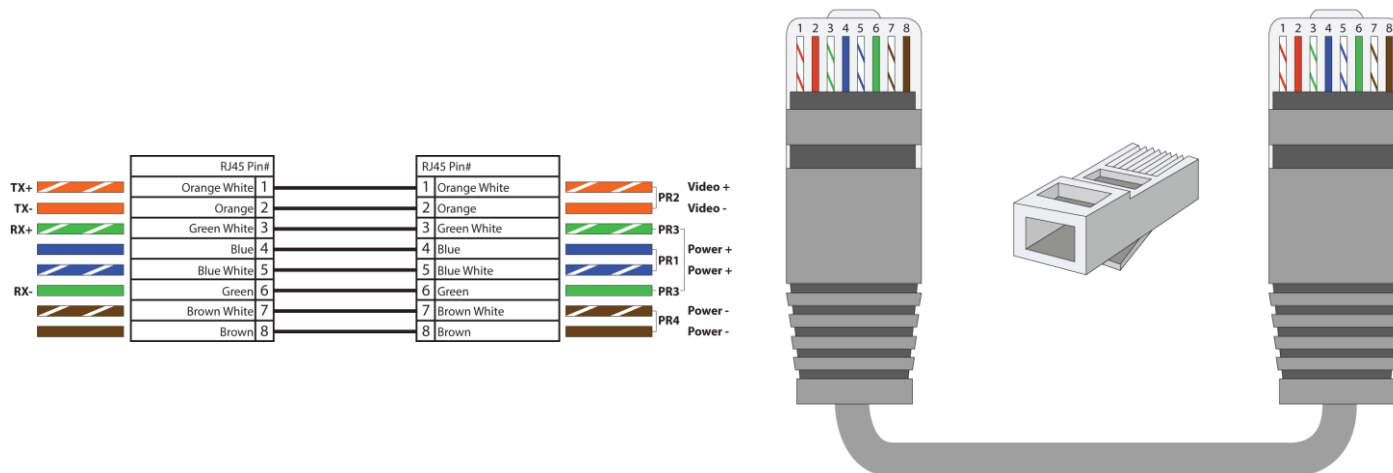 1 2 3 4 5 6 7 8
1 2 3 4 5 6 7 8
RJ45 Pin# RJ45 Pin#
TX+ Orange White 1 1 Orange White Video +
PR2
TX- Orange 2 2 Orange Video -
RX+ Green White 3 3 Green White PR3
Blue 4 4 Blue Power +
PR1
Blue White 5 5 Blue White Power +
RX- Green 6 6 Green PR3
Brown White 7 7 Brown White Power -
PR4
Brown 8 8 Brown Power -